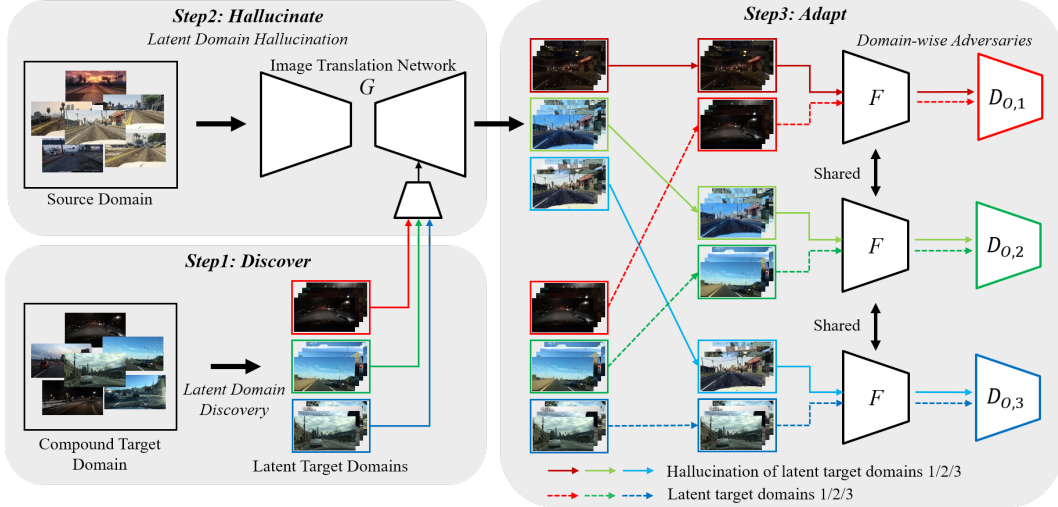 Step2: Hallucinate
Latent Domain Hallucination
Image Translation Network
G
Source Domain
Step1: Discover
Latent Domain
Discovery
Compound Target
Domain
Latent Target Domains
Step3: Adapt
Domain-wise Adversaries
F
D_{O,1}
Shared
F
D_{O,2}
Shared
F
D_{O,3}
Hallucination of latent target domains 1/2/3
Latent target domains 1/2/3